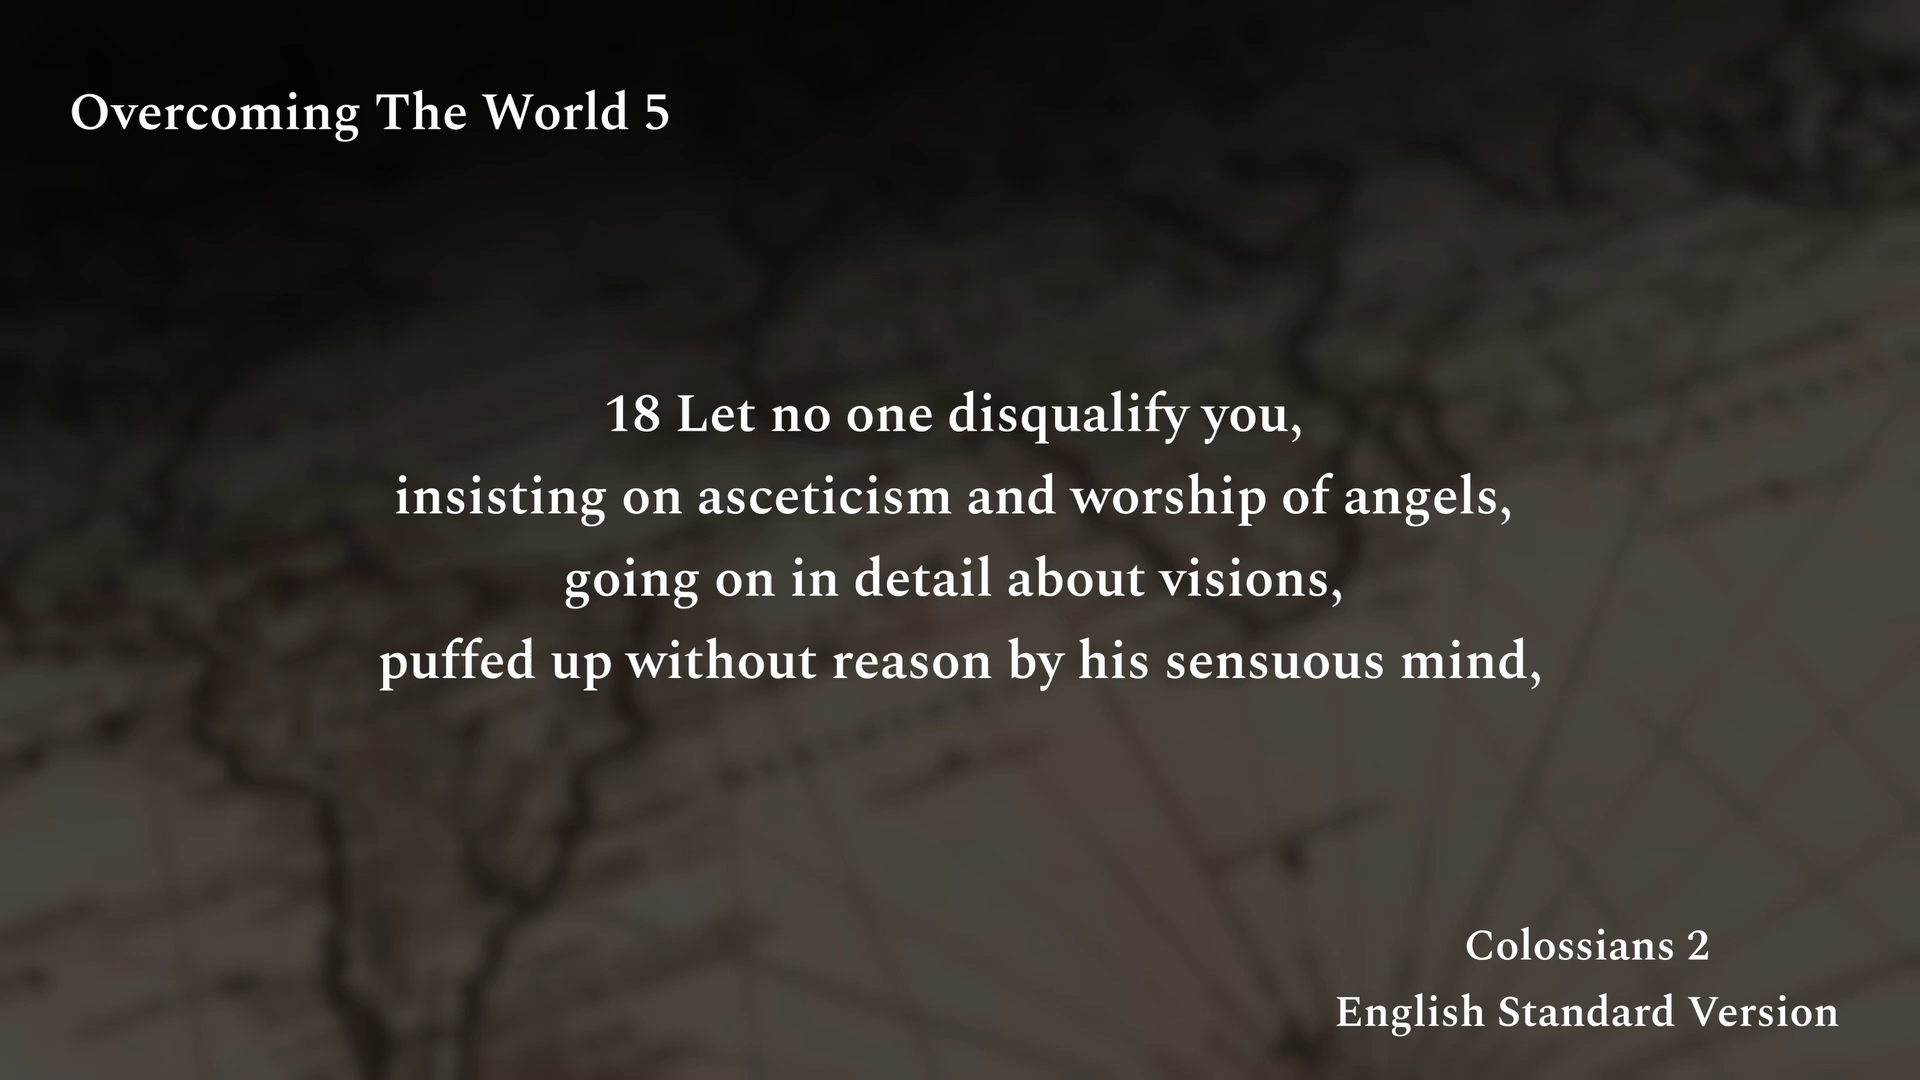 Overcoming The World 5
18 Let no one disqualify you,
insisting on asceticism and worship of angels,
going on in detail about visions,
puffed up without reason by his sensuous mind,
Colossians 2
English Standard Version